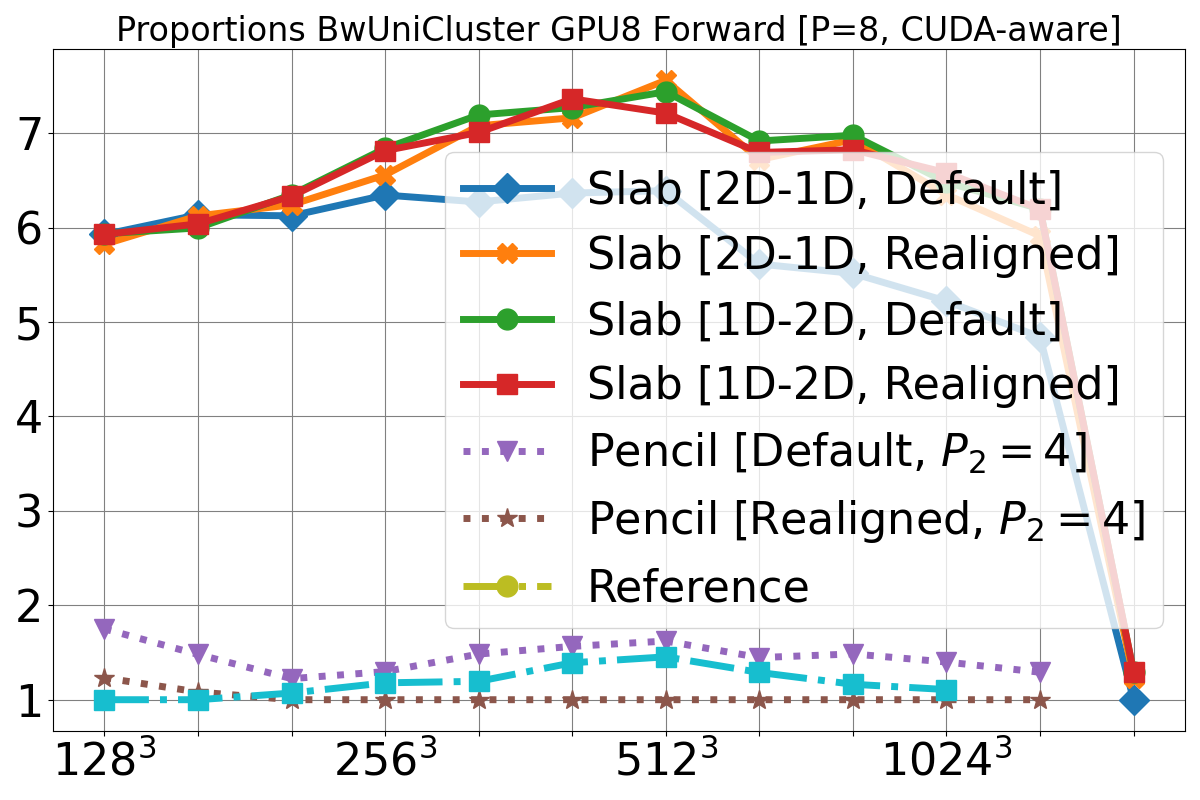 Proportions BwUniCluster GPU8 Forward [P=8, CUDA-aware]
7
6
5
4
3
2
1
Slab [2D-1D, Default]
Slab [2D-1D, Realigned]
Slab [1D-2D, Default]
Slab [1D-2D, Realigned]
Pencil [Default, P₂ = 4]
Pencil [Realigned, P₂ = 4]
Reference
128³ 256³ 512³ 1024³